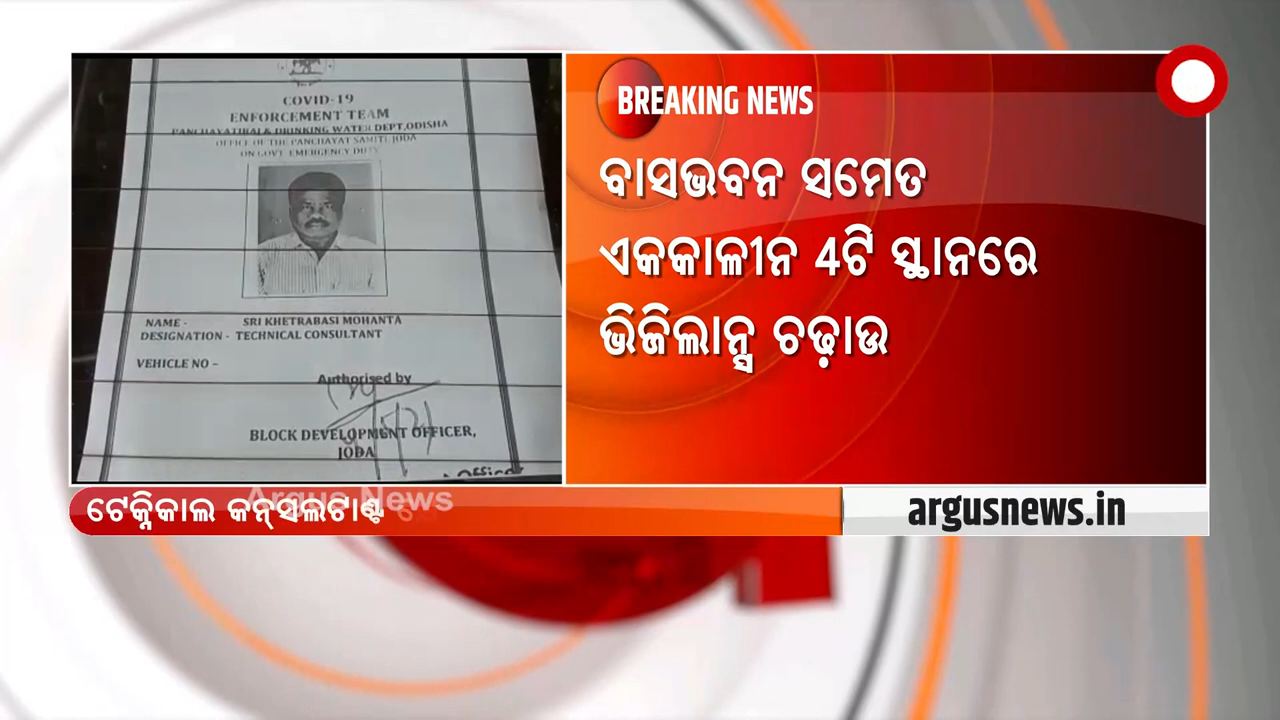 COVID-19
ENFORCEMENT TEAM
PANCHAYATIRAJ & DRINKING WATER DEPT,ODISHA
OFFICE OF THE PANCHAYAT SAMITI, JODA
ON GOVT. EMERGENCY DUTY
NAME - SRI KHETRABASI MOHANTA
DESIGNATION - TECHNICAL CONSULTANT
VEHICLE NO –
Authorised by
BLOCK DEVELOPMENT OFFICER,
JODA
BREAKING NEWS
ବାସଭବନ ସମେତ
ଏକକାଳୀନ 4ଟି ସ୍ଥାନରେ
ଭିଜିଲାନ୍ସ ଚଢ଼ାଉ
ଟେକ୍ନିକାଲ କନ୍‌ସଲଟାଣ୍ଟ
Argus News
argusnews.in